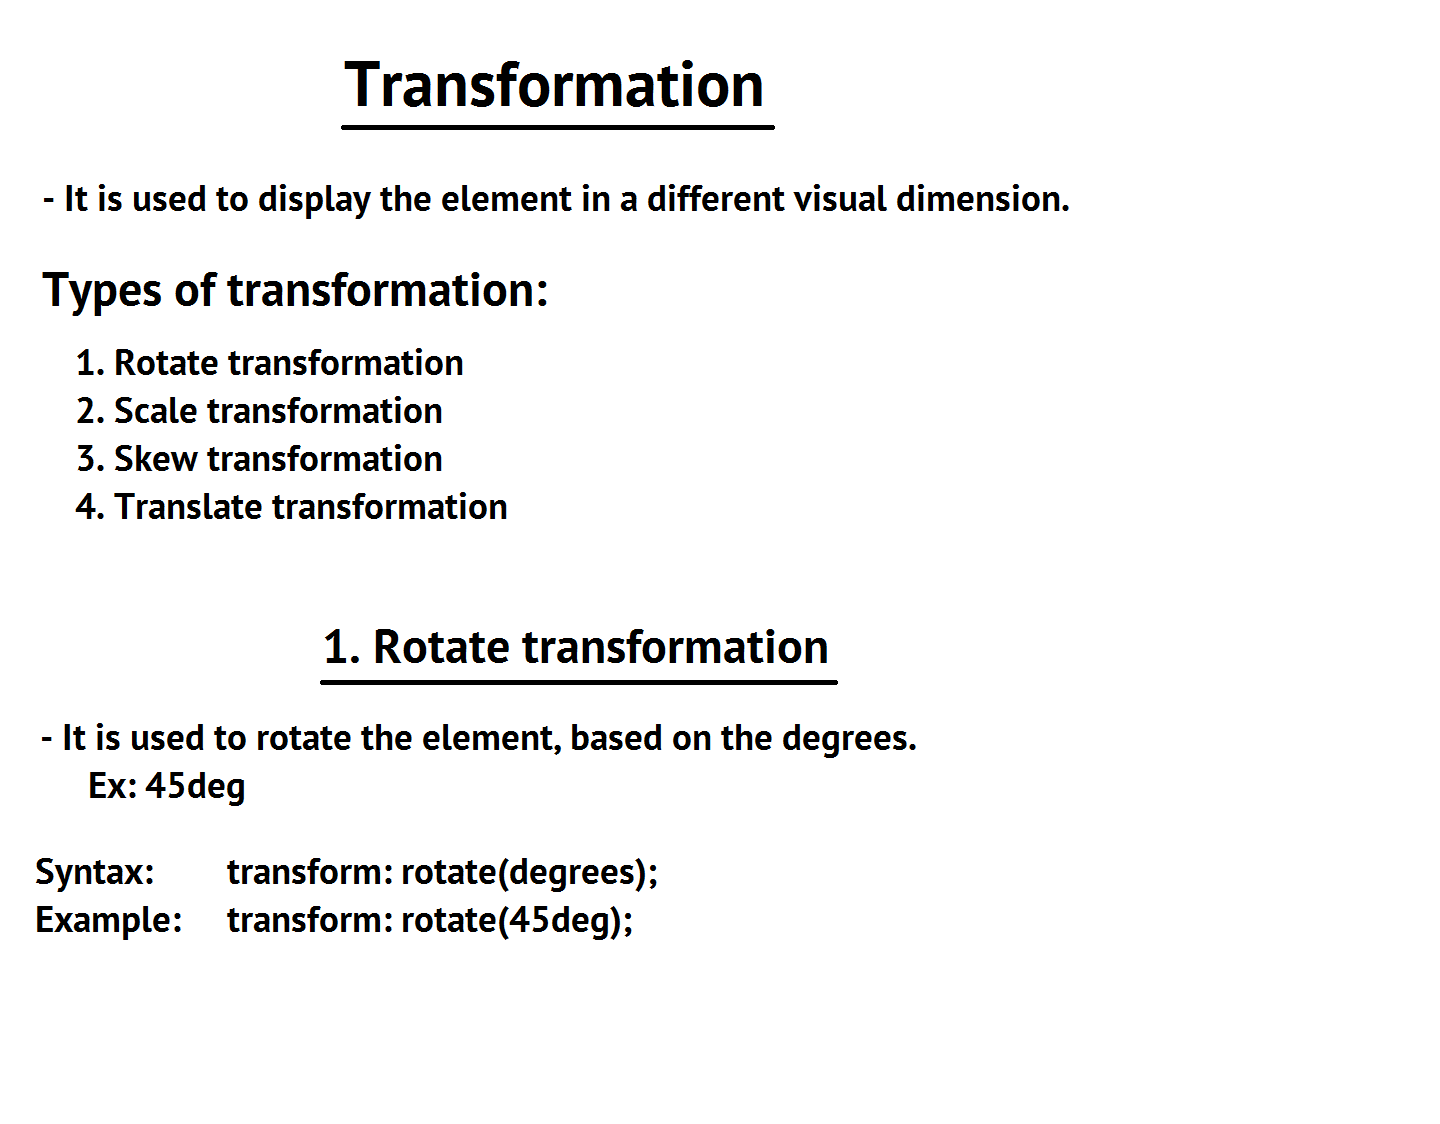 Transformation
- It is used to display the element in a different visual dimension.
Types of transformation:
1. Rotate transformation
2. Scale transformation
3. Skew transformation
4. Translate transformation
1. Rotate transformation
- It is used to rotate the element, based on the degrees.
Ex: 45deg
Syntax: transform: rotate(degrees);
Example: transform: rotate(45deg);